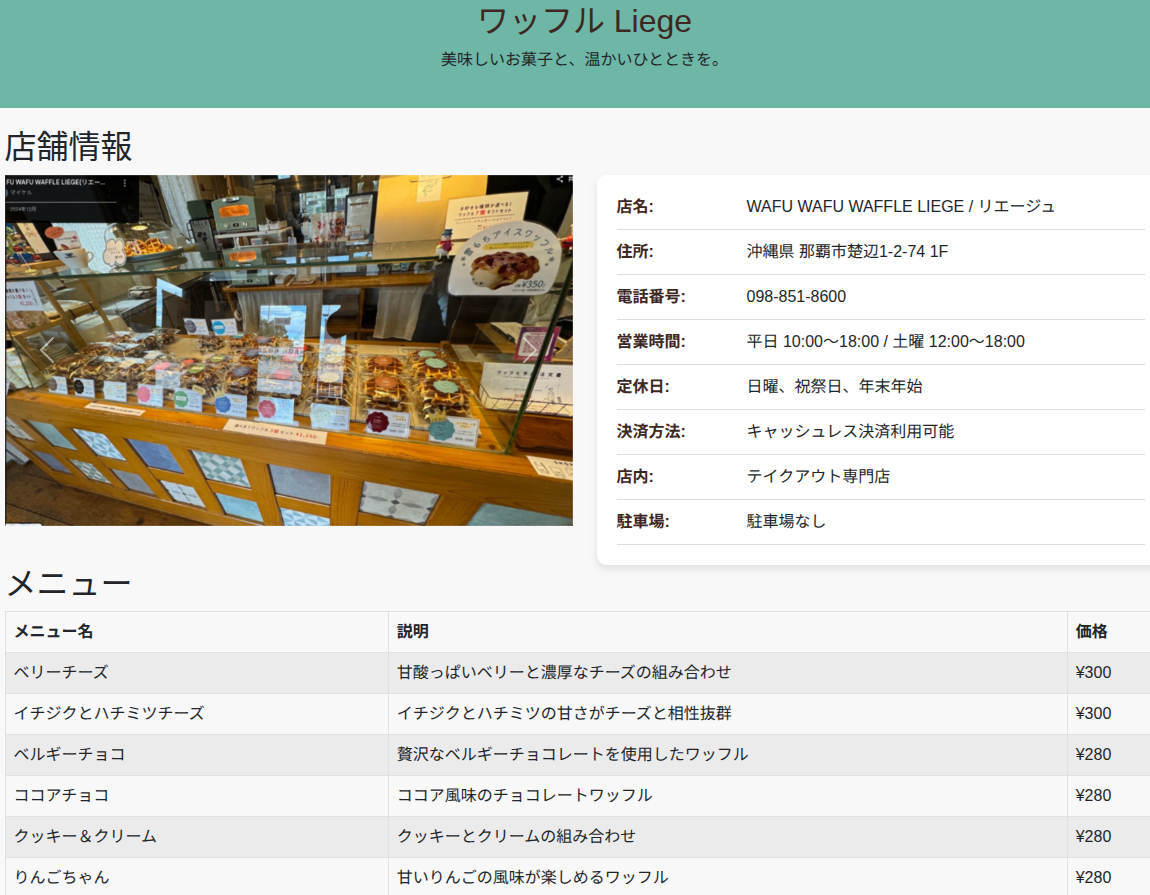 ワッフル Liege
美味しいお菓子と、温かいひとときを。
店舗情報
FU WAFU WAFFLE LIEGE(リエー...
マイケル
2024年12月
アイスワッフル
¥350
店名: WAFU WAFU WAFFLE LIEGE / リエージュ
住所: 沖縄県 那覇市楚辺1-2-74 1F
電話番号: 098-851-8600
営業時間: 平日 10:00〜18:00 / 土曜 12:00〜18:00
定休日: 日曜、祝祭日、年末年始
決済方法: キャッシュレス決済利用可能
店内: テイクアウト専門店
駐車場: 駐車場なし
メニュー
メニュー名 説明 価格
ベリーチーズ 甘酸っぱいベリーと濃厚なチーズの組み合わせ ¥300
イチジクとハチミツチーズ イチジクとハチミツの甘さがチーズと相性抜群 ¥300
ベルギーチョコ 贅沢なベルギーチョコレートを使用したワッフル ¥280
ココアチョコ ココア風味のチョコレートワッフル ¥280
クッキー＆クリーム クッキーとクリームの組み合わせ ¥280
りんごちゃん 甘いりんごの風味が楽しめるワッフル ¥280